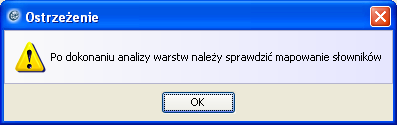 Ostrzeżenie
Po dokonaniu analizy warstw należy sprawdzić mapowanie słowników
OK